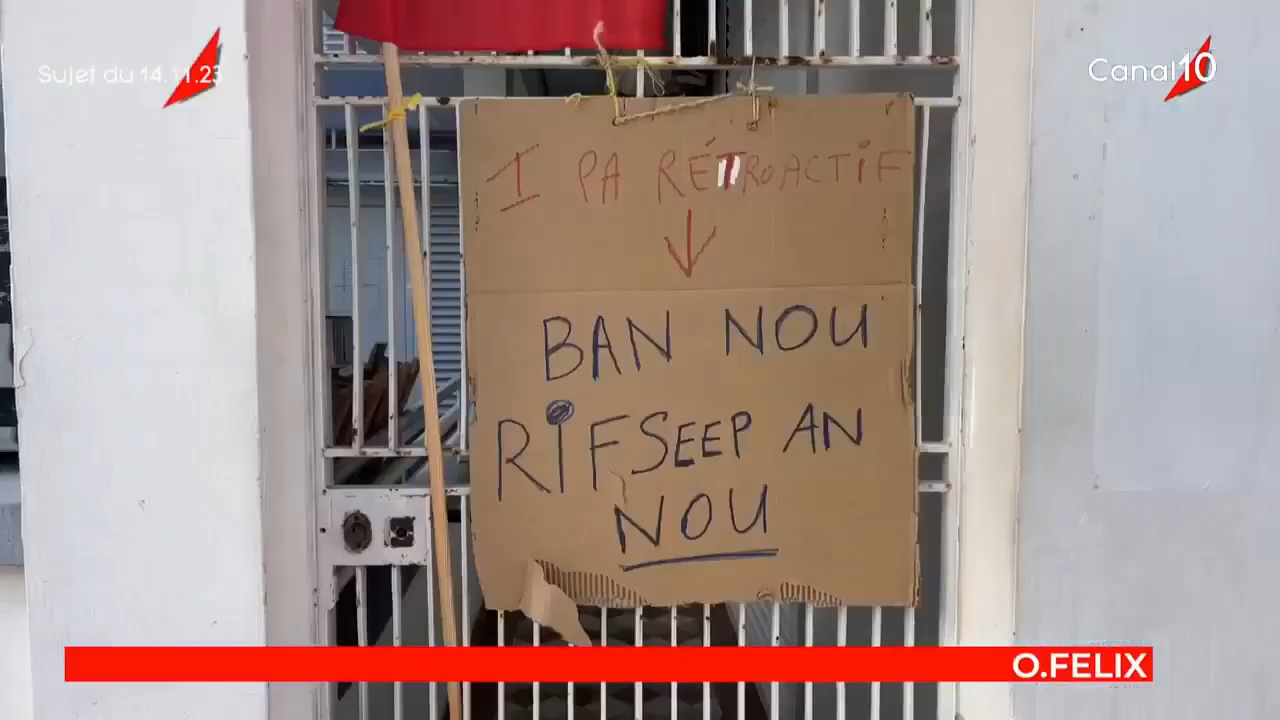 Sujet du 14.11.23
Canal10
I PA RÉTROACTIF
BAN NOU
RIFSEEP AN
NOU
O.FELIX